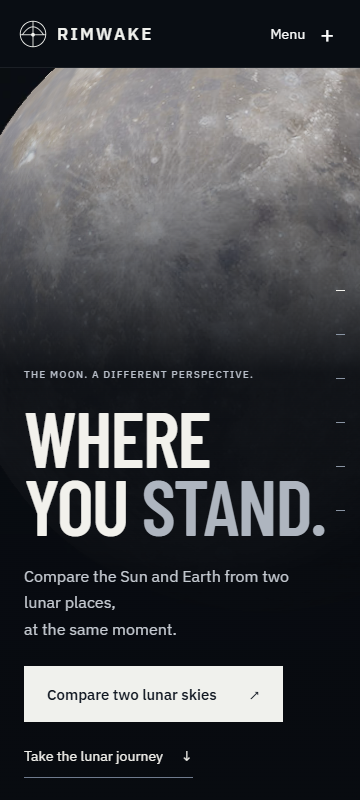 RIMWAKE
Menu +
THE MOON. A DIFFERENT PERSPECTIVE.
WHERE
YOU STAND.
Compare the Sun and Earth from two
lunar places,
at the same moment.
Compare two lunar skies ↗
Take the lunar journey ↓